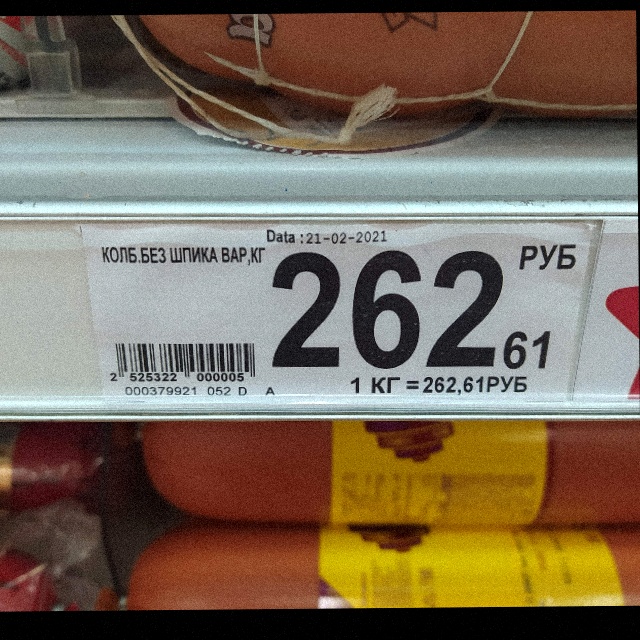 Data : 21-02-2021
КОЛБ.БЕЗ ШПИКА ВАР,КГ
262 61 РУБ
2 525322 000005
000379921 052 D A
1 КГ = 262,61РУБ